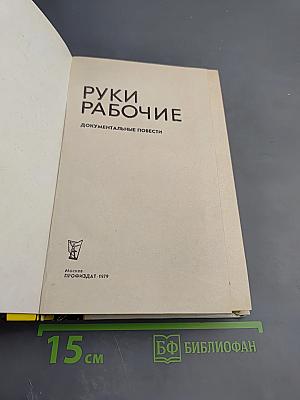 РУКИ
РАБОЧИЕ
ДОКУМЕНТАЛЬНЫЕ ПОВЕСТИ
Москва
ПРОФИЗДАТ·1979
15 см
БФ БИБЛИОФАН